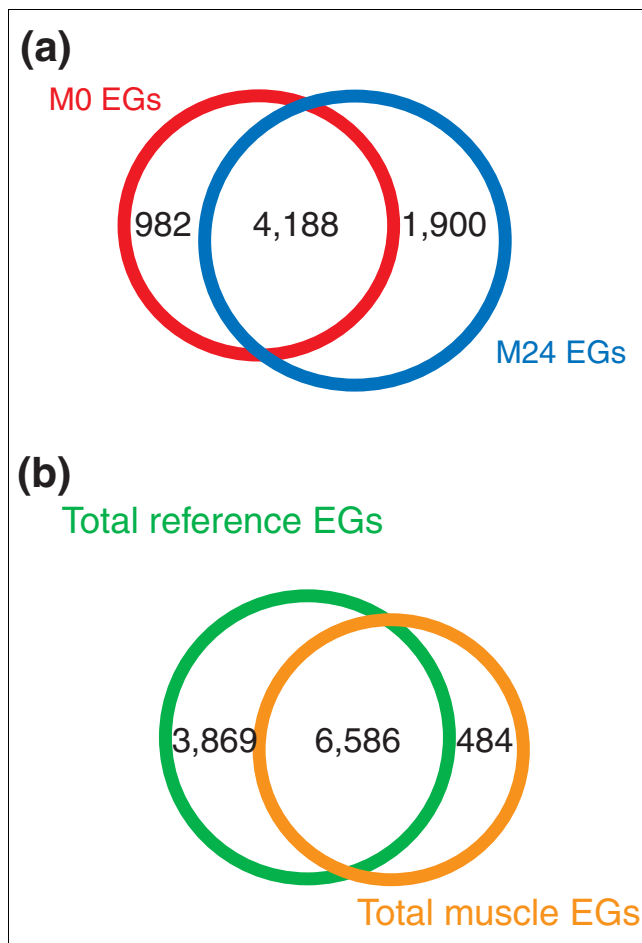 (a)
M0 EGs
982 4,188 1,900
M24 EGs
(b)
Total reference EGs
3,869 6,586 484
Total muscle EGs